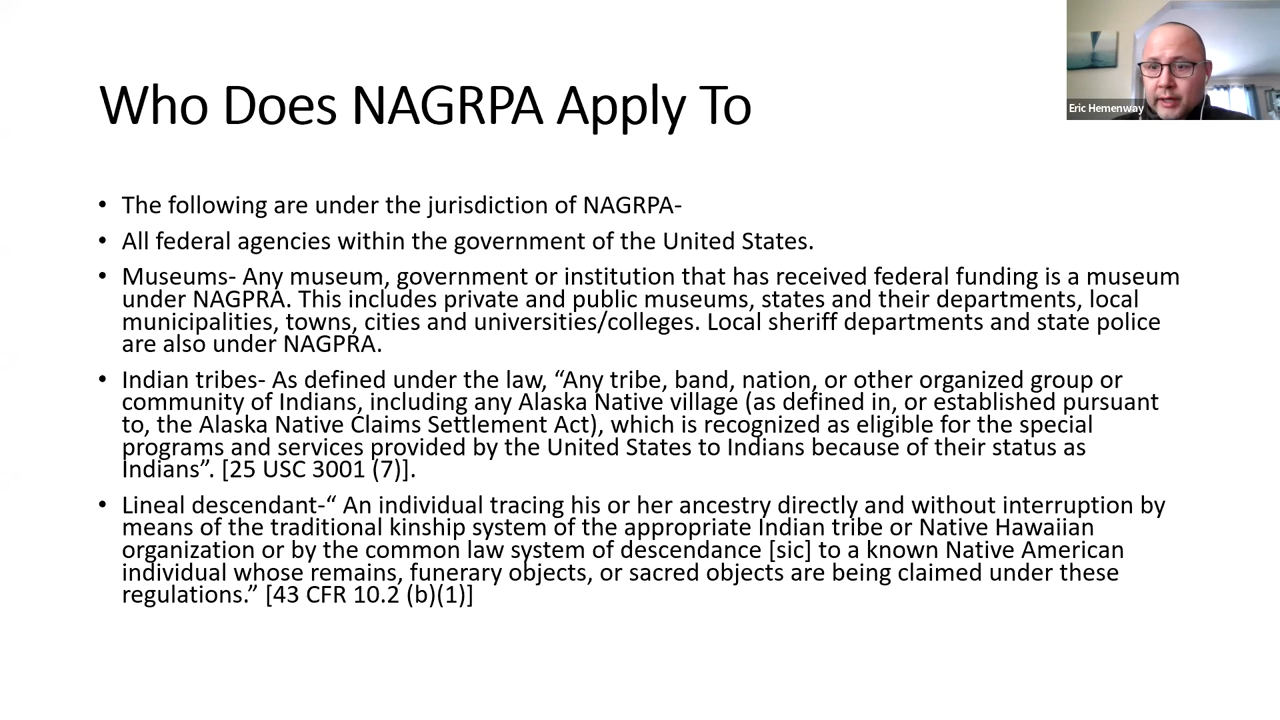 Who Does NAGRPA Apply To
Eric Hemenway
• The following are under the jurisdiction of NAGRPA-
• All federal agencies within the government of the United States.
• Museums- Any museum, government or institution that has received federal funding is a museum
under NAGPRA. This includes private and public museums, states and their departments, local
municipalities, towns, cities and universities/colleges. Local sheriff departments and state police
are also under NAGPRA.
• Indian tribes- As defined under the law, “Any tribe, band, nation, or other organized group or
community of Indians, including any Alaska Native village (as defined in, or established pursuant
to, the Alaska Native Claims Settlement Act), which is recognized as eligible for the special
programs and services provided by the United States to Indians because of their status as
Indians”. [25 USC 3001 (7)].
• Lineal descendant-“ An individual tracing his or her ancestry directly and without interruption by
means of the traditional kinship system of the appropriate Indian tribe or Native Hawaiian
organization or by the common law system of descendance [sic] to a known Native American
individual whose remains, funerary objects, or sacred objects are being claimed under these
regulations.” [43 CFR 10.2 (b)(1)]